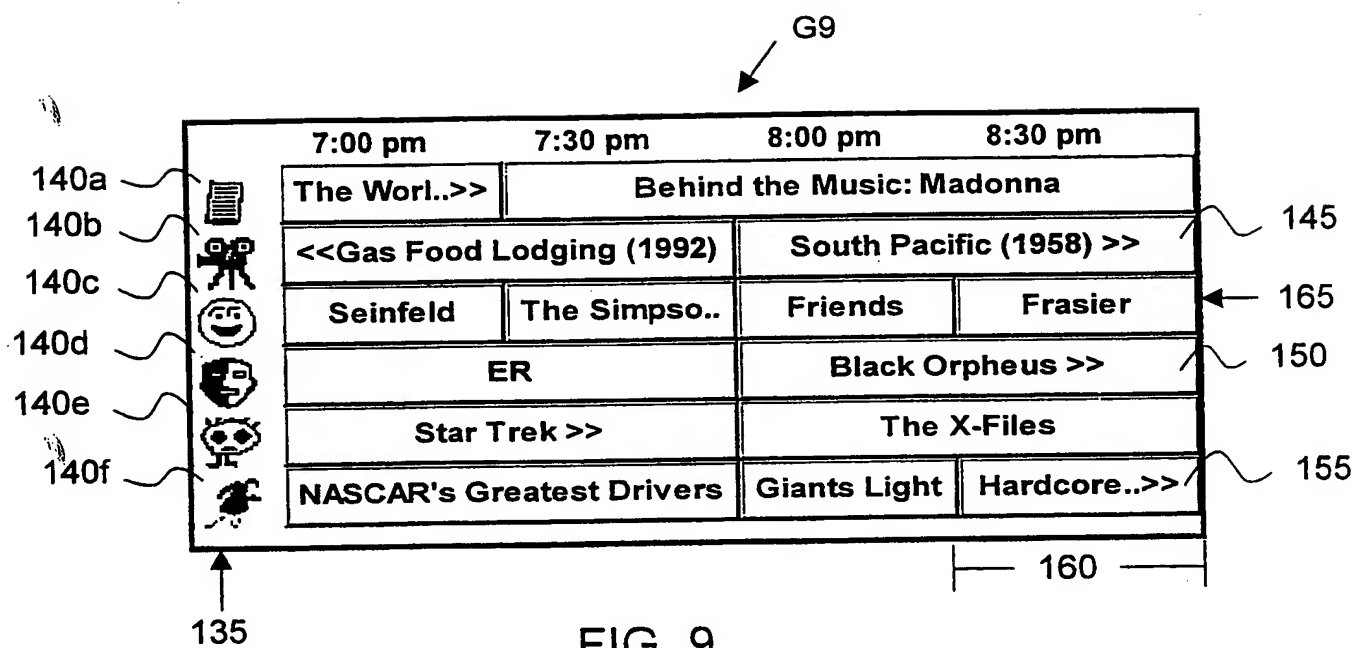 G9
7:00 pm 7:30 pm 8:00 pm 8:30 pm
140a The Worl..>> Behind the Music: Madonna
140b <<Gas Food Lodging (1992) South Pacific (1958) >> 145
140c Seinfeld The Simpso.. Friends Frasier 165
140d ER Black Orpheus >> 150
140e Star Trek >> The X-Files
140f NASCAR's Greatest Drivers Giants Light Hardcore..>> 155
160
135
FIG. 9